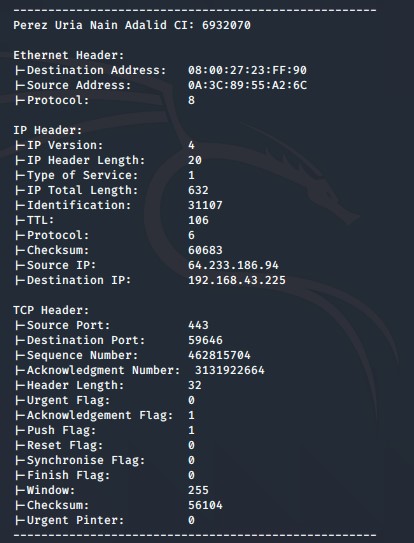 ----------------------------------------------------
Perez Uria Nain Adalid CI: 6932070
Ethernet Header:
├─Destination Address: 08:00:27:23:FF:90
├─Source Address: 0A:3C:89:55:A2:6C
├─Protocol: 8
IP Header:
├─IP Version: 4
├─IP Header Length: 20
├─Type of Service: 1
├─IP Total Length: 632
├─Identification: 31107
├─TTL: 106
├─Protocol: 6
├─Checksum: 60683
├─Source IP: 64.233.186.94
├─Destination IP: 192.168.43.225
TCP Header:
├─Source Port: 443
├─Destination Port: 59646
├─Sequence Number: 462815704
├─Acknowledgment Number: 3131922664
├─Header Length: 32
├─Urgent Flag: 0
├─Acknowledgement Flag: 1
├─Push Flag: 1
├─Reset Flag: 0
├─Synchronise Flag: 0
├─Finish Flag: 0
├─Window: 255
├─Checksum: 56104
├─Urgent Pinter: 0
----------------------------------------------------